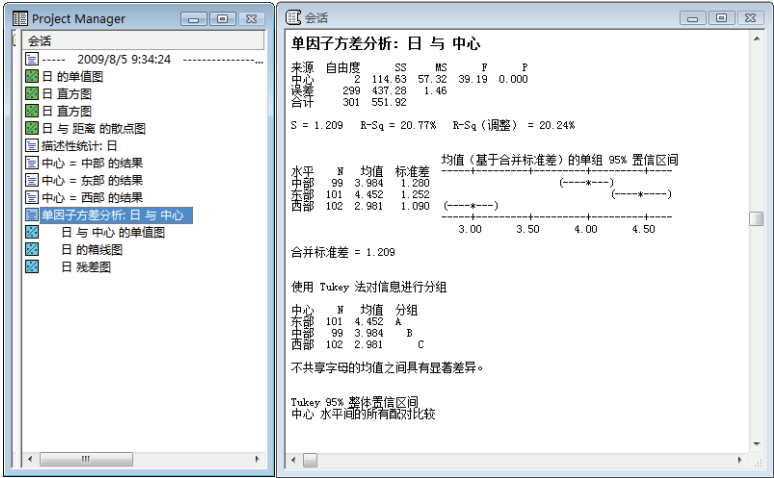 Project Manager
会话
----- 2009/8/5 9:34:24 ---------------...
日 的单值图
日 直方图
日 直方图
日 与 距离 的散点图
描述性统计: 日
中心 = 中部 的结果
中心 = 东部 的结果
中心 = 西部 的结果
单因子方差分析: 日 与 中心
日 与 中心 的单值图
日 的箱线图
日 残差图
会话
单因子方差分析: 日 与 中心
来源 自由度 SS MS F P
中心 2 114.63 57.32 39.19 0.000
误差 299 437.28 1.46
合计 301 551.92
S = 1.209 R-Sq = 20.77% R-Sq（调整） = 20.24%
均值（基于合并标准差）的单组 95% 置信区间
水平 N 均值 标准差 -----+---------+---------+---------+----
中部 99 3.984 1.280 (----*---)
东部 101 4.452 1.252 (----*----)
西部 102 2.981 1.090 (----*---)
-----+---------+---------+---------+----
3.00 3.50 4.00 4.50
合并标准差 = 1.209
使用 Tukey 法对信息进行分组
中心 N 均值 分组
东部 101 4.452 A
中部 99 3.984 B
西部 102 2.981 C
不共享字母的均值之间具有显著差异。
Tukey 95% 整体置信区间
中心 水平间的所有配对比较